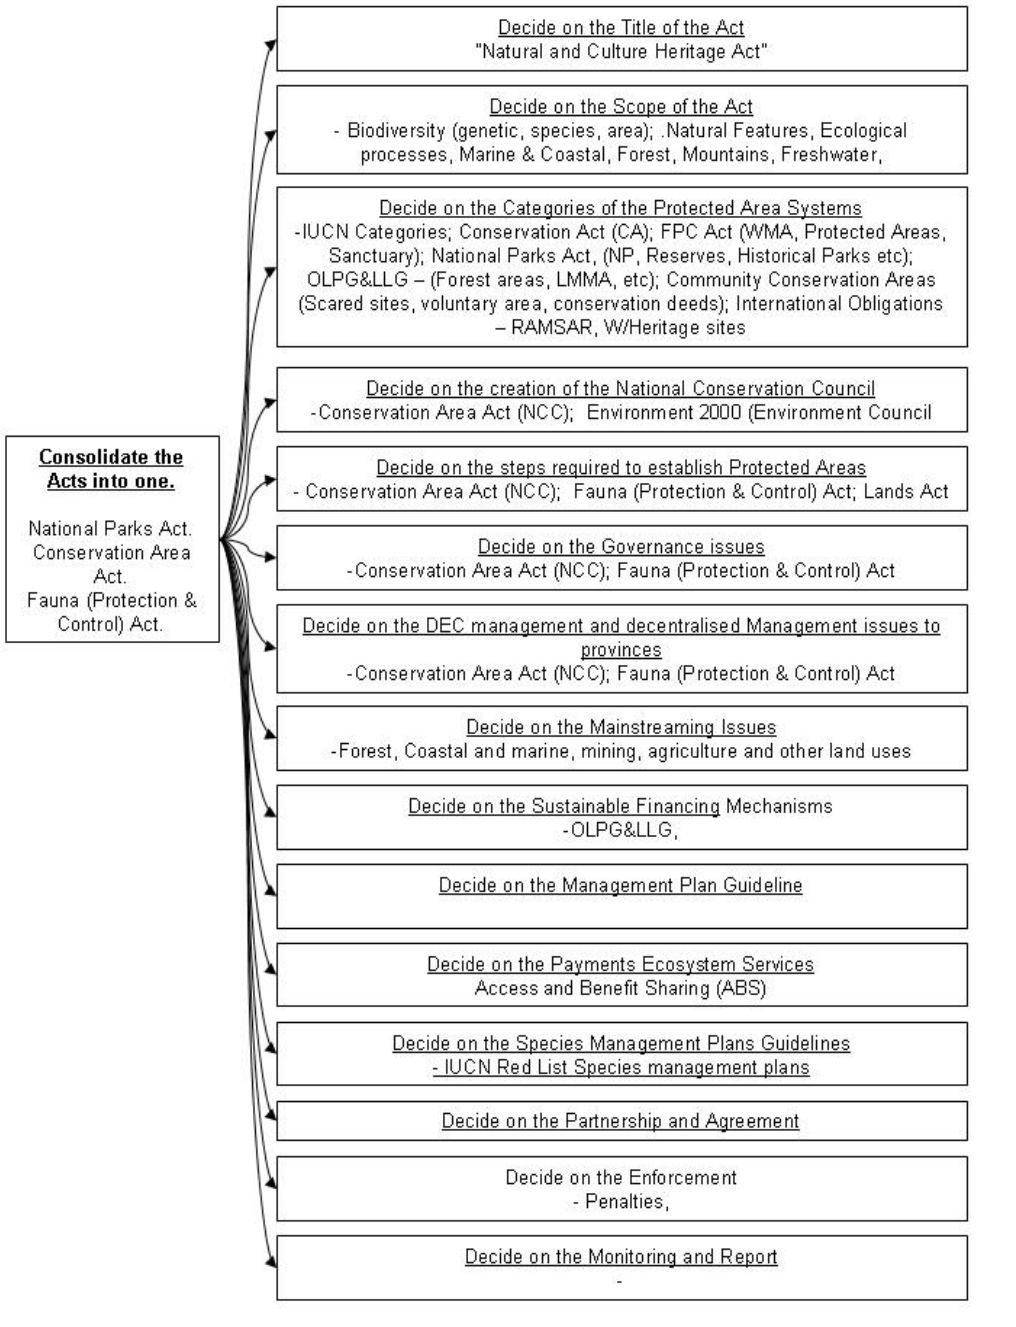 Consolidate the
Acts into one.
National Parks Act.
Conservation Area
Act.
Fauna (Protection &
Control) Act.
Decide on the Title of the Act
"Natural and Culture Heritage Act"
Decide on the Scope of the Act
- Biodiversity (genetic, species, area); .Natural Features, Ecological
processes, Marine & Coastal, Forest, Mountains, Freshwater,
Decide on the Categories of the Protected Area Systems
-IUCN Categories; Conservation Act (CA); FPC Act (WMA, Protected Areas,
Sanctuary); National Parks Act, (NP, Reserves, Historical Parks etc);
OLPG&LLG – (Forest areas, LMMA, etc); Community Conservation Areas
(Scared sites, voluntary area, conservation deeds); International Obligations
– RAMSAR, W/Heritage sites
Decide on the creation of the National Conservation Council
-Conservation Area Act (NCC);  Environment 2000 (Environment Council
Decide on the steps required to establish Protected Areas
- Conservation Area Act (NCC);  Fauna (Protection & Control) Act; Lands Act
Decide on the Governance issues
-Conservation Area Act (NCC); Fauna (Protection & Control) Act
Decide on the DEC management and decentralised Management issues to
provinces
-Conservation Area Act (NCC); Fauna (Protection & Control) Act
Decide on the Mainstreaming Issues
-Forest, Coastal and marine, mining, agriculture and other land uses
Decide on the Sustainable Financing Mechanisms
-OLPG&LLG,
Decide on the Management Plan Guideline
Decide on the Payments Ecosystem Services
Access and Benefit Sharing (ABS)
Decide on the Species Management Plans Guidelines
- IUCN Red List Species management plans
Decide on the Partnership and Agreement
Decide on the Enforcement
- Penalties,
Decide on the Monitoring and Report
-